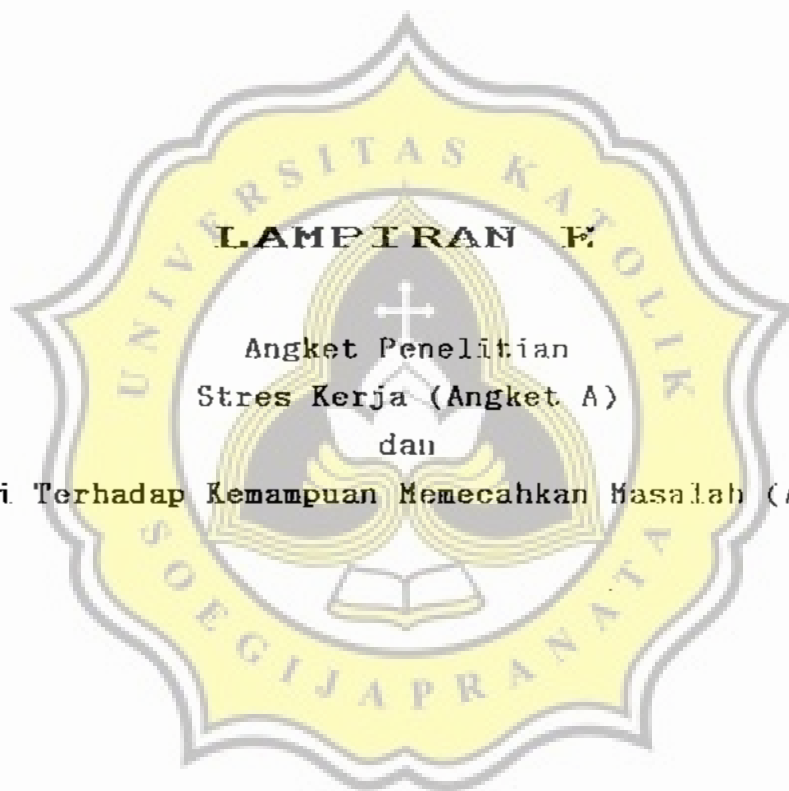 UNIVERSITAS KATOLIK
LAMPIRAN E
Angket Penelitian
Stres Kerja (Angket A)
dan
i Terhadap Kemampuan Memecahkan Masalah (A
SOEGIJAPRANATA